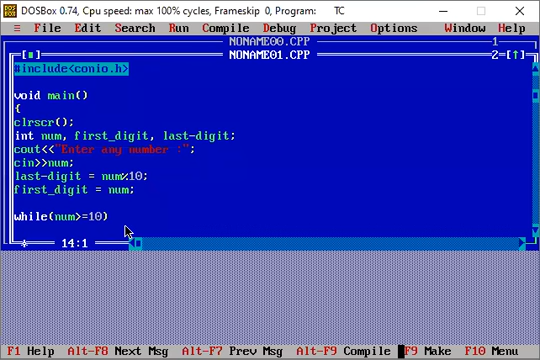 DOSBox 0.74, Cpu speed: max 100% cycles, Frameskip 0, Program: TC
≡ File Edit Search Run Compile Debug Project Options Window Help
NONAME00.CPP 1
[■] NONAME01.CPP 2=[↑]
#include<conio.h>
void main()
{
clrscr();
int num, first_digit, last-digit;
cout<<"Enter any number :";
cin>>num;
last-digit = num%10;
first_digit = num;
while(num>=10)
* 14:1
F1 Help Alt-F8 Next Msg Alt-F7 Prev Msg Alt-F9 Compile F9 Make F10 Menu